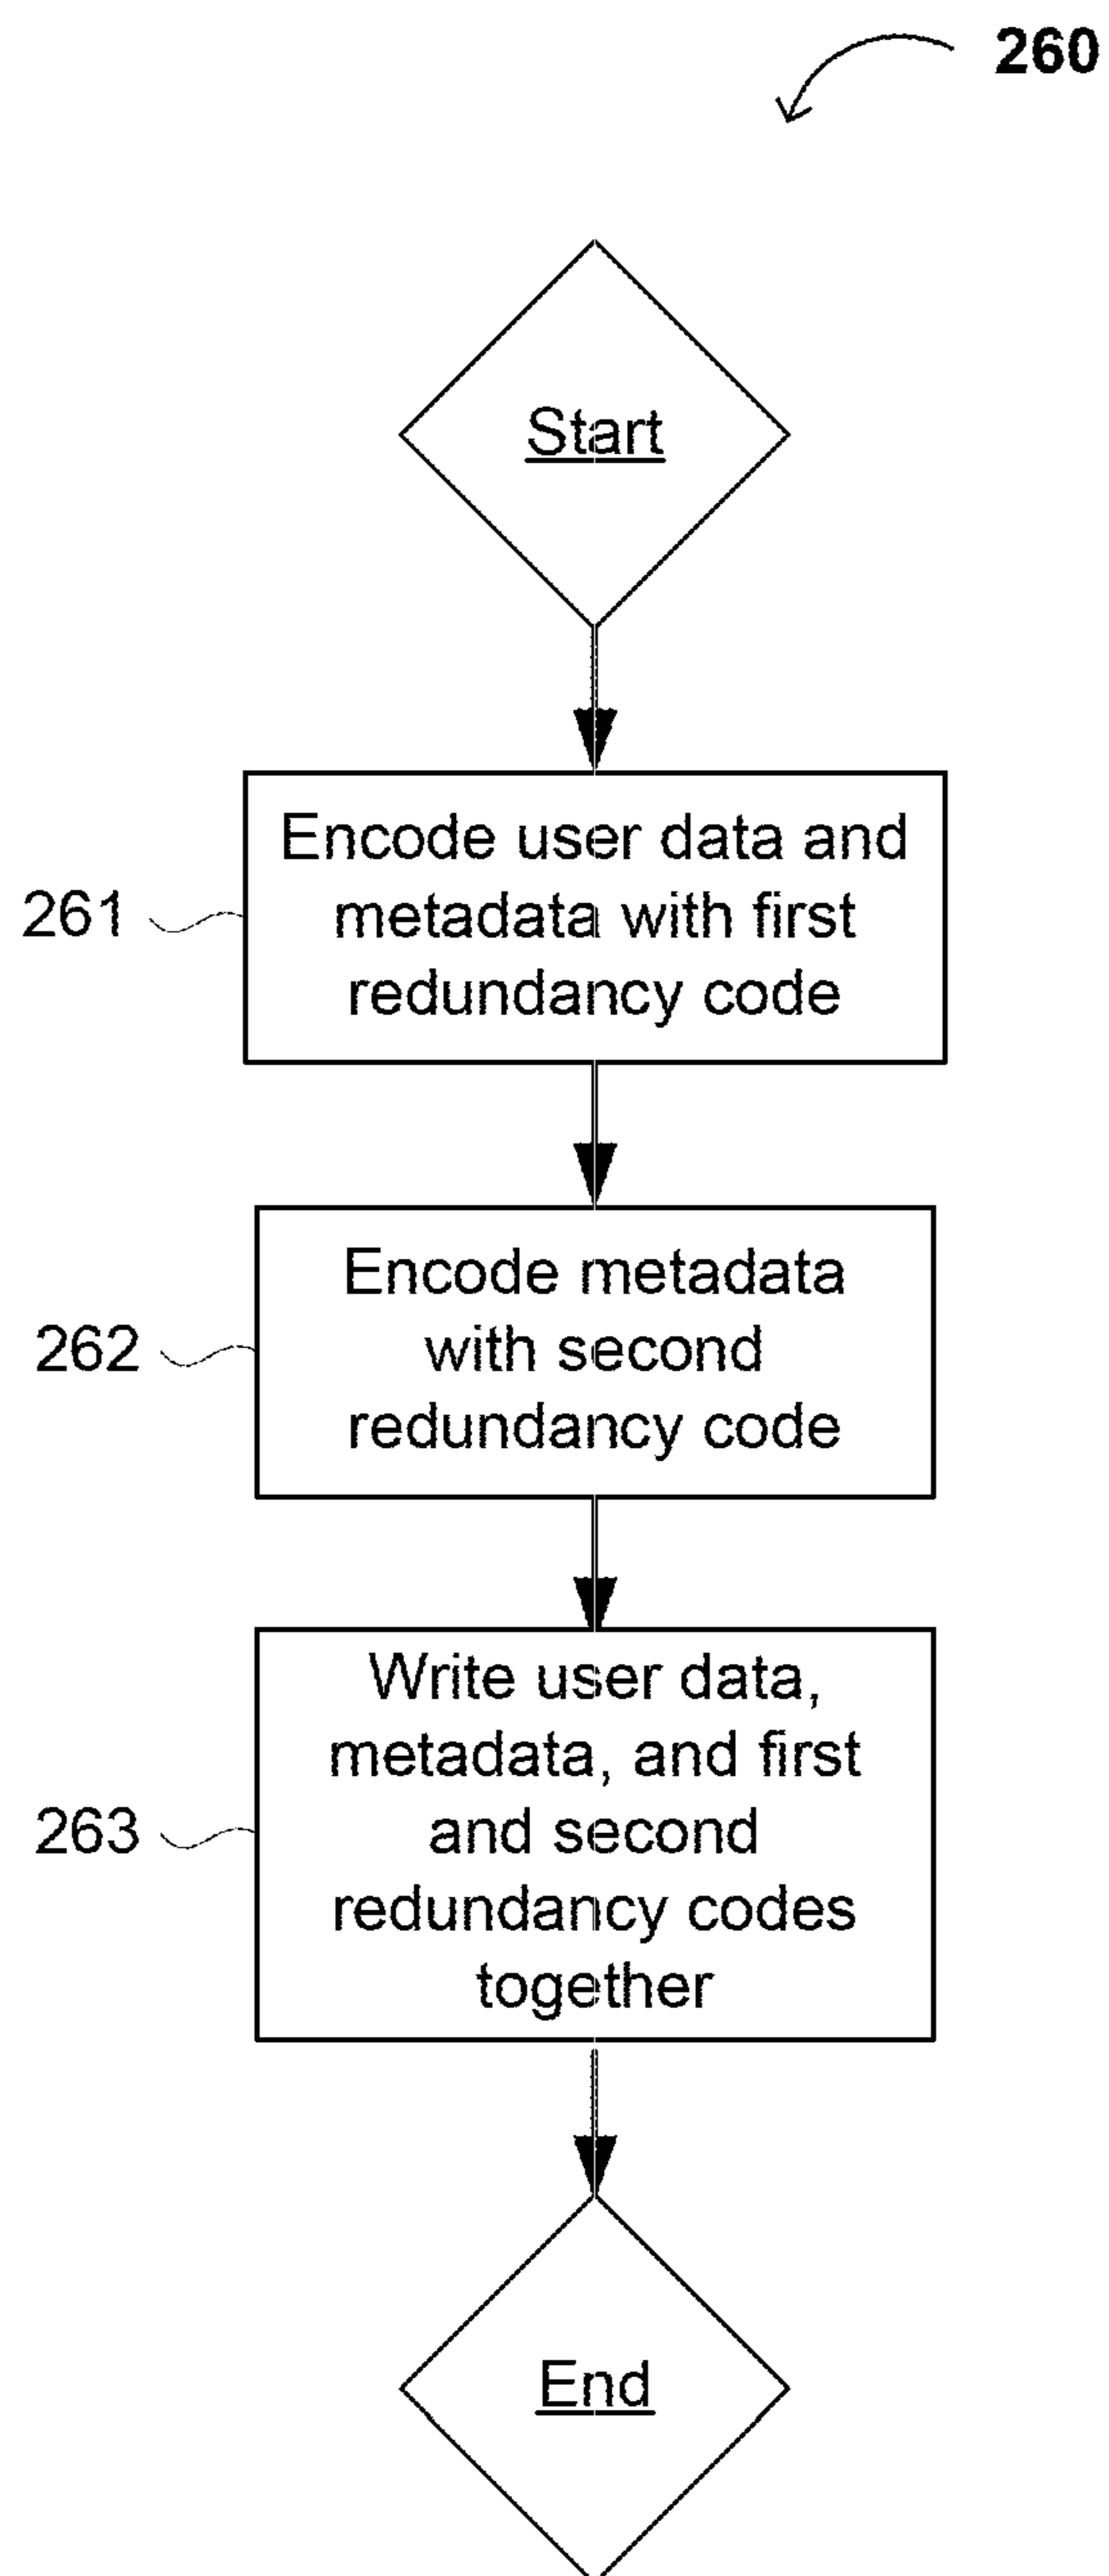 260
Start
Encode user data and
metadata with first
redundancy code
261
Encode metadata
with second
redundancy code
262
Write user data,
metadata, and first
and second
redundancy codes
together
263
End